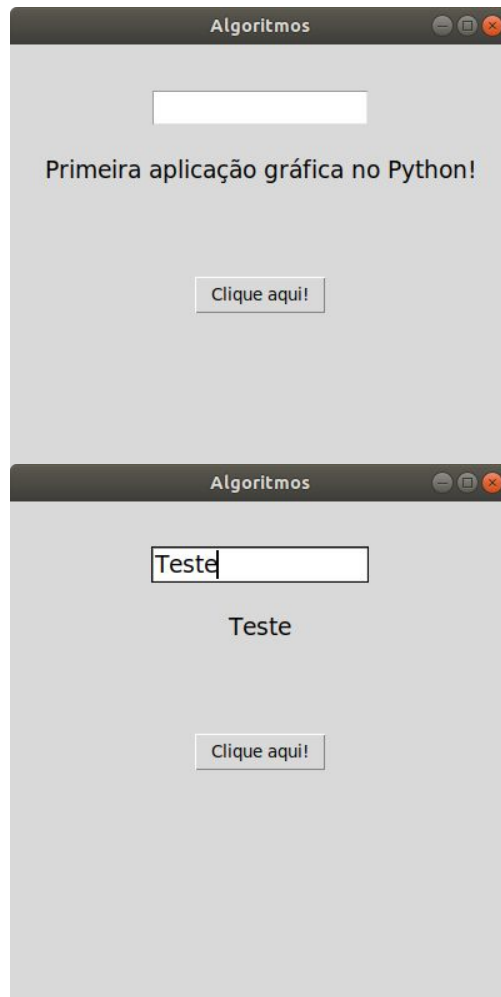 Algoritmos
Primeira aplicação gráfica no Python!
Clique aqui!
Algoritmos
Teste
Teste
Clique aqui!